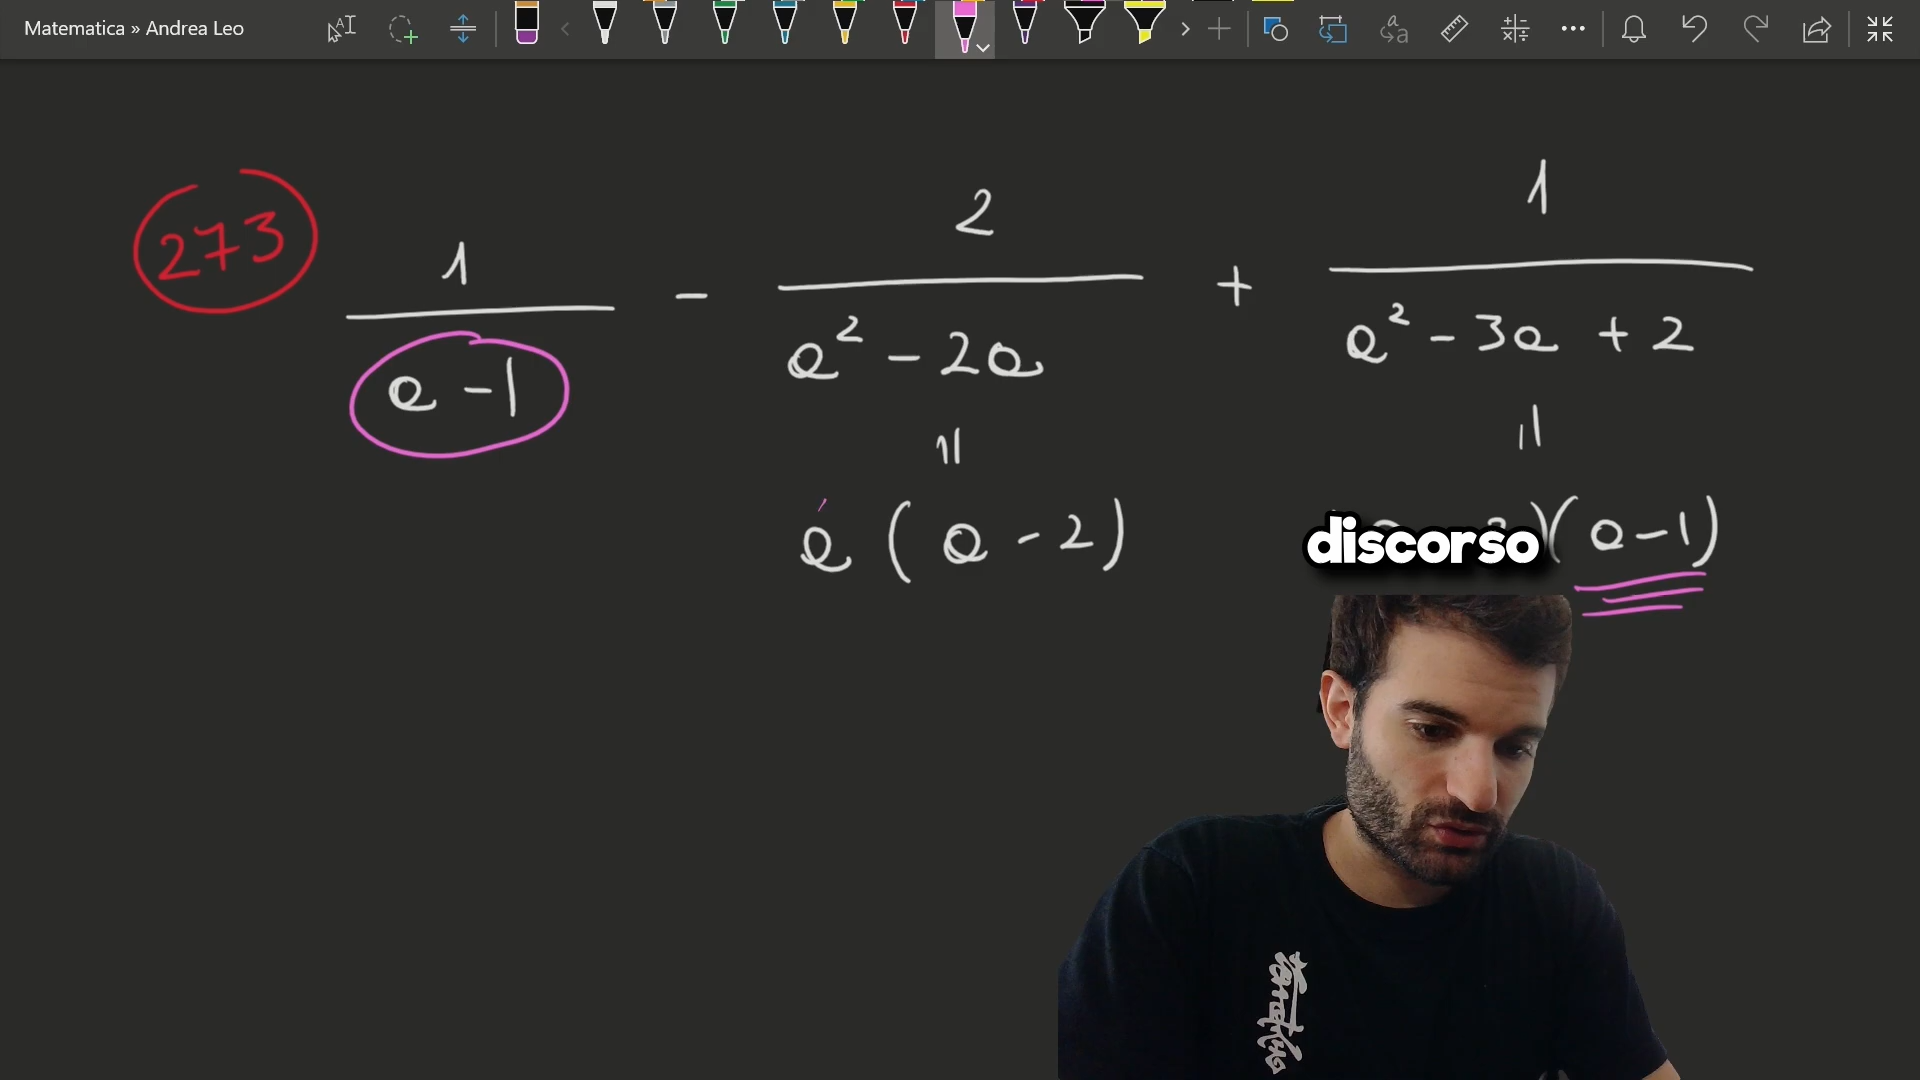 Matematica » Andrea Leo
273
1 / a - 1 - 2 / a² - 2a + 1 / a² - 3a + 2
a ( a - 2 )
) ( a - 1 )
discorso